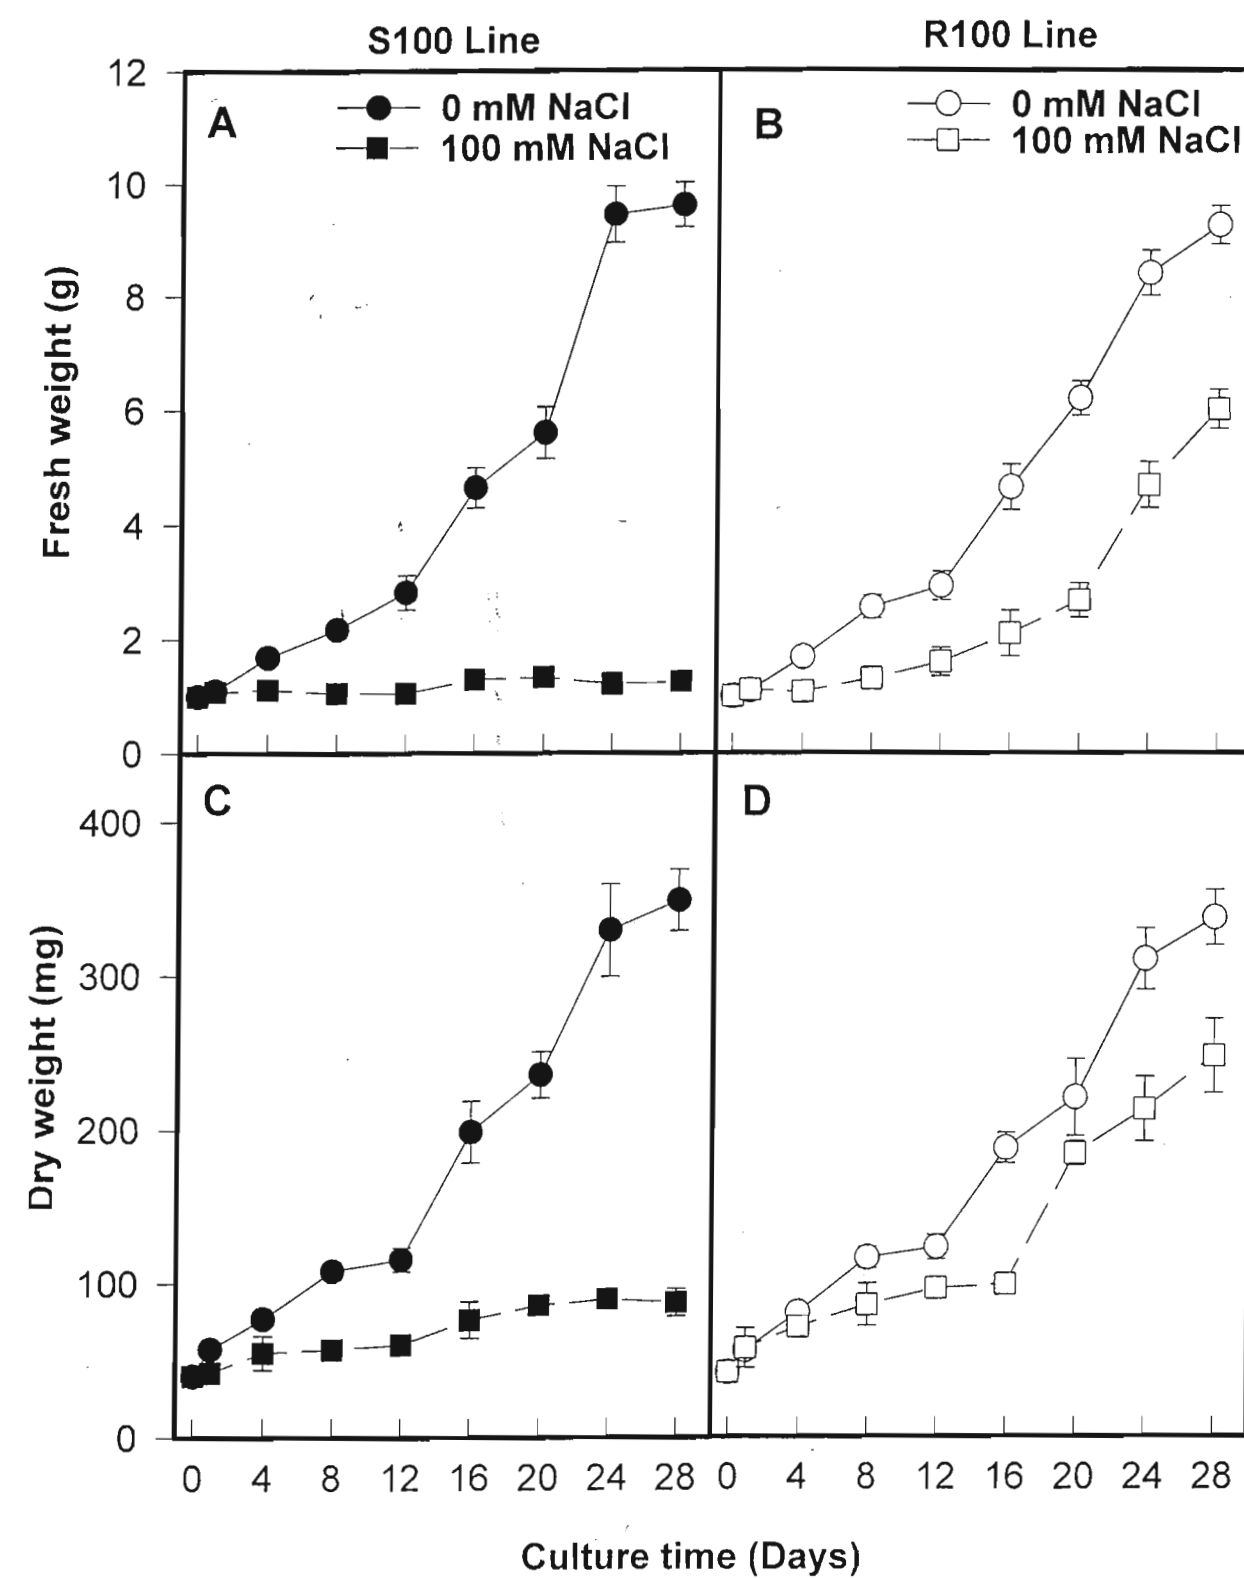 S100 Line
R100 Line
A
0 mM NaCl
100 mM NaCl
B
0 mM NaCl
100 mM NaCl
Fresh weight (g)
12
10
8
6
4
2
0
C
D
Dry weight (mg)
400
300
200
100
0
0 4 8 12 16 20 24 28
0 4 8 12 16 20 24 28
Culture time (Days)